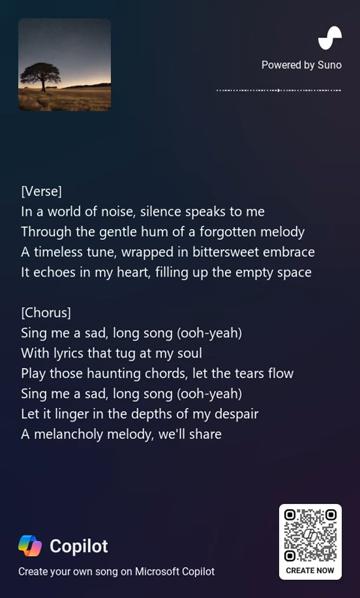 Powered by Suno
[Verse]
In a world of noise, silence speaks to me
Through the gentle hum of a forgotten melody
A timeless tune, wrapped in bittersweet embrace
It echoes in my heart, filling up the empty space
[Chorus]
Sing me a sad, long song (ooh-yeah)
With lyrics that tug at my soul
Play those haunting chords, let the tears flow
Sing me a sad, long song (ooh-yeah)
Let it linger in the depths of my despair
A melancholy melody, we'll share
Copilot
Create your own song on Microsoft Copilot
CREATE NOW